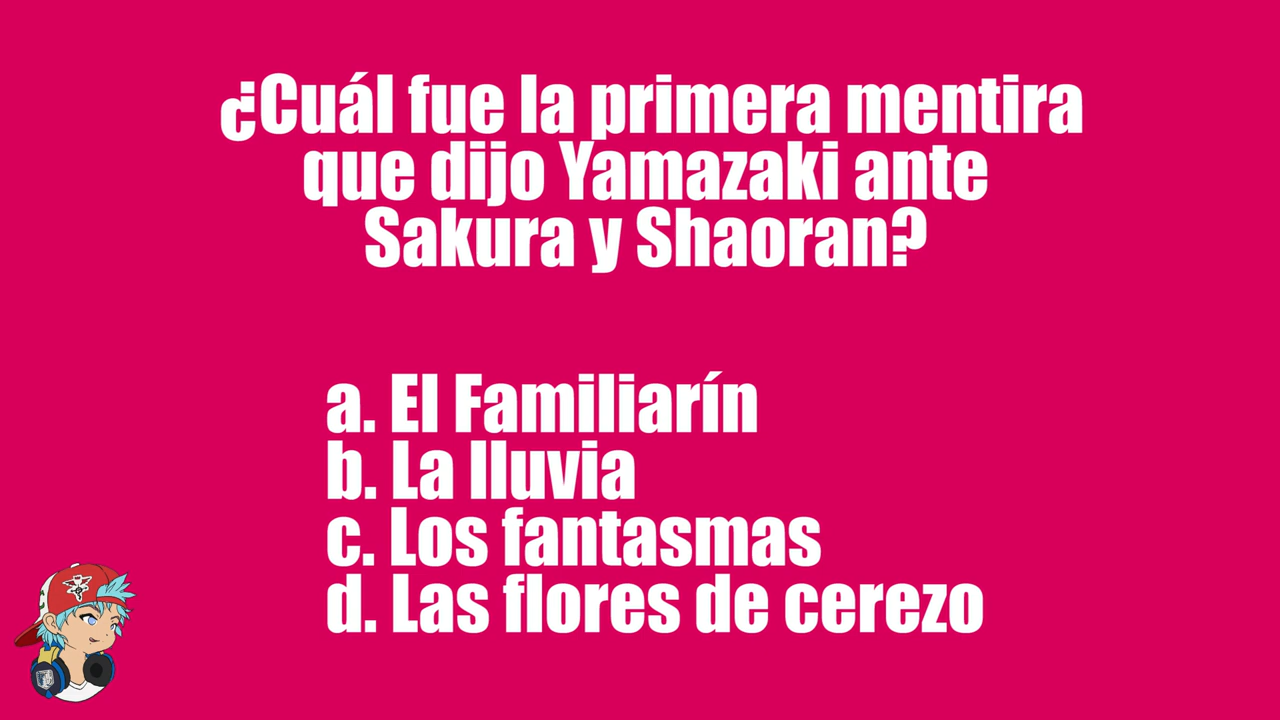 ¿Cuál fue la primera mentira
que dijo Yamazaki ante
Sakura y Shaoran?
a. El Familiarín
b. La lluvia
c. Los fantasmas
d. Las flores de cerezo